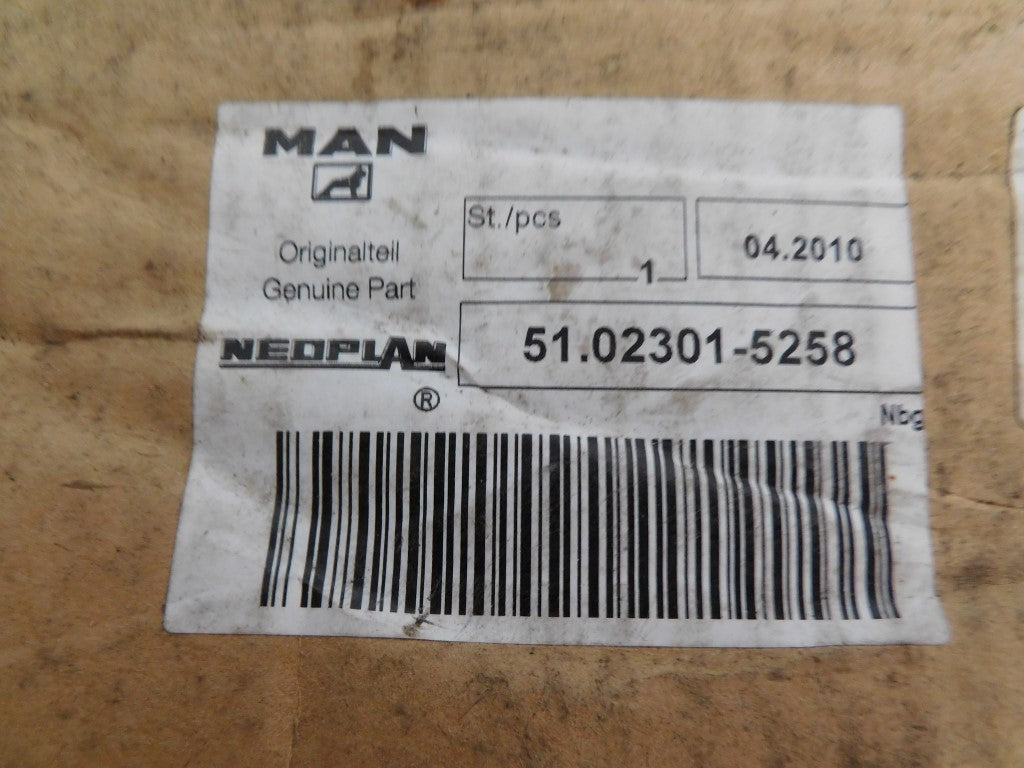 MAN
Originalteil
Genuine Part
NEOPLAN
®
St./pcs
1
04.2010
51.02301-5258
Nbg